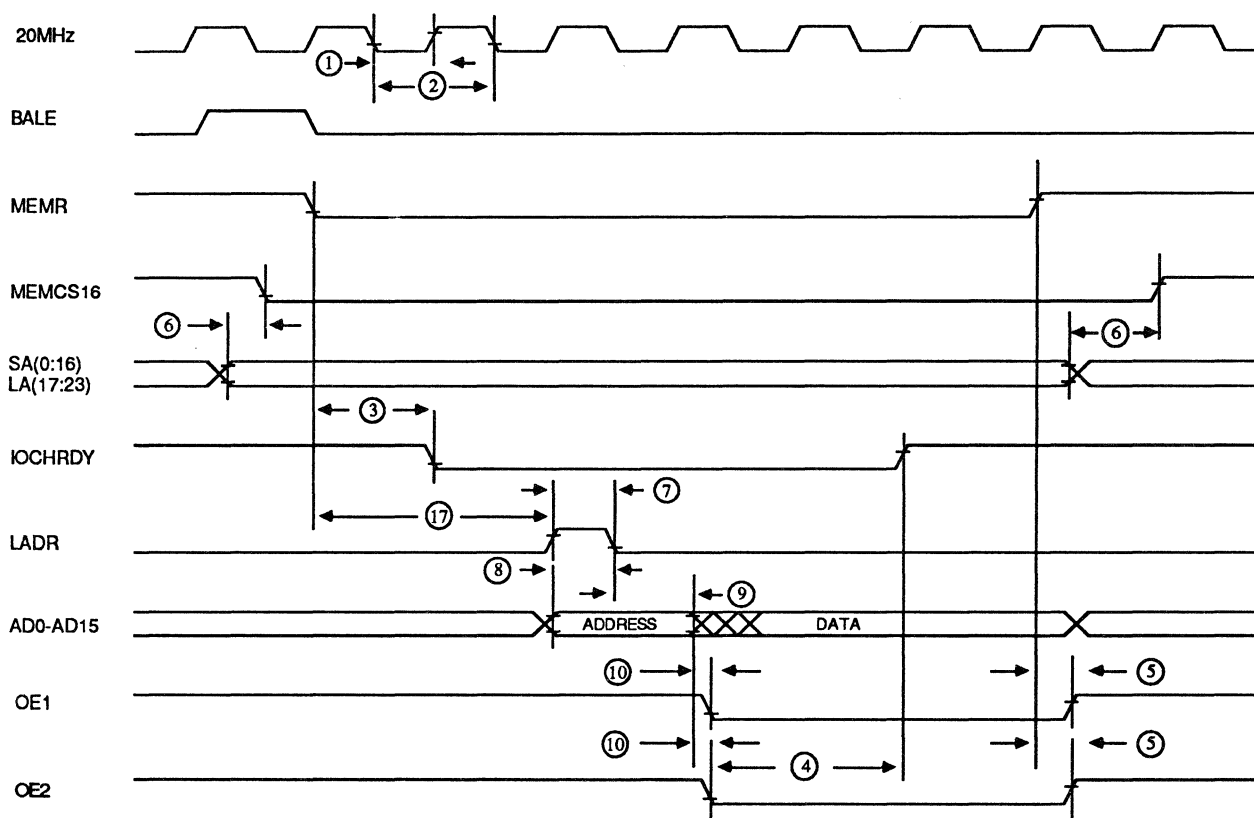 20MHz
① ②
BALE
MEMR
MEMCS16
⑥ ⑥
SA(0:16)
LA(17:23)
③
IOCHRDY
⑦
⑰
LADR
⑧
⑨
AD0-AD15 ADDRESS DATA
⑩ ⑤
OE1
⑩ ⑤
④
OE2